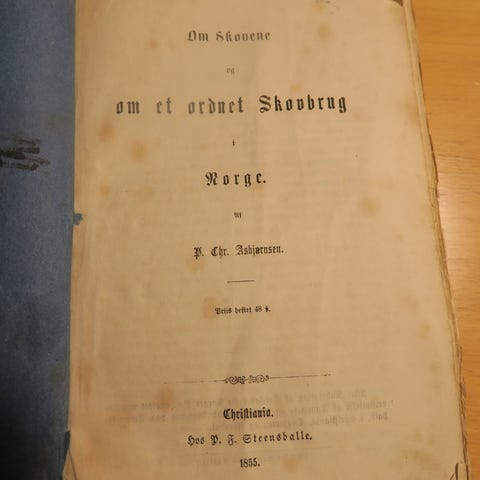 Om Skovene
og
om et ordnet Skovbrug
i
Norge.
Af
P. Chr. Asbjørnsen.
Priis heftet 48 ß.
Christiania.
Hos P. F. Steensballe.
1855.